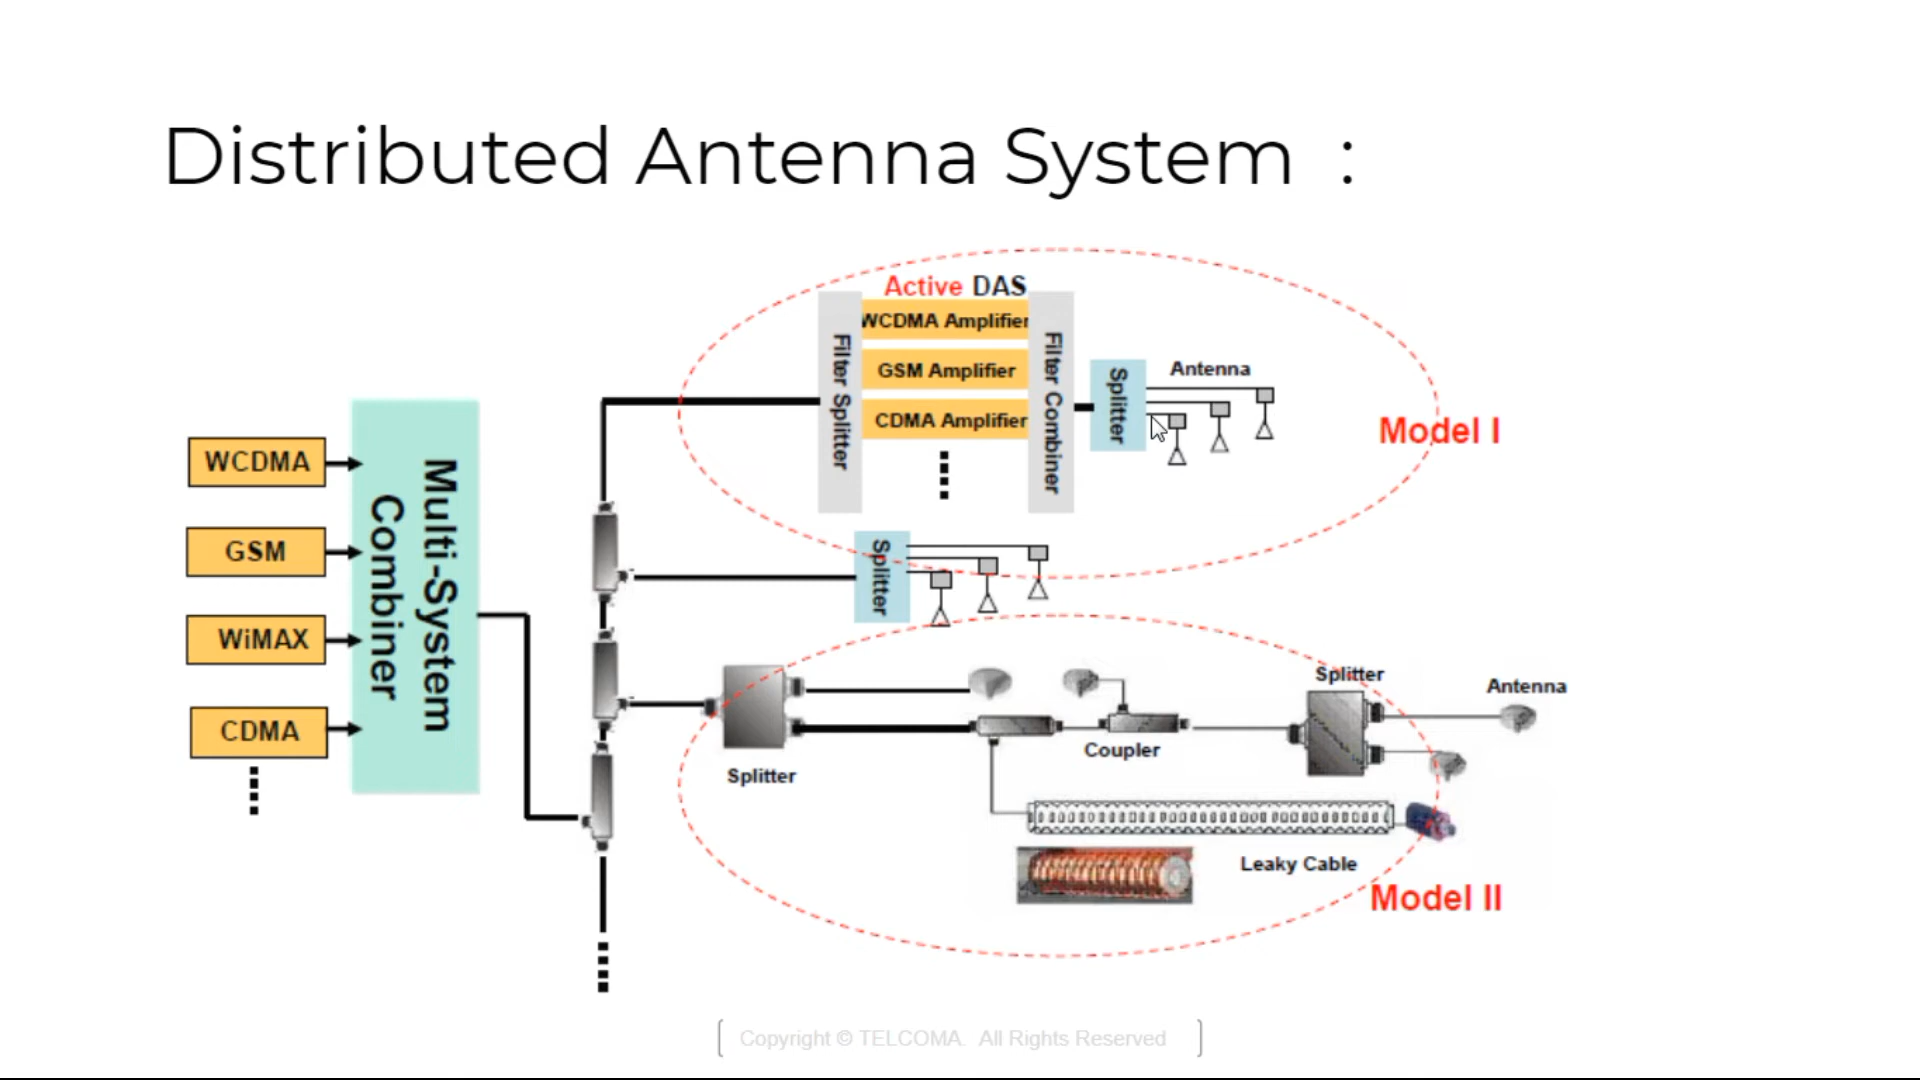 Distributed Antenna System :
WCDMA
GSM
WiMAX
CDMA
Multi-System
Combiner
Active DAS
Filter Splitter
WCDMA Amplifier
GSM Amplifier
CDMA Amplifier
Filter Combiner
Splitter
Antenna
Model I
Splitter
Splitter
Coupler
Splitter
Antenna
Leaky Cable
Model II
Copyright © TELCOMA. All Rights Reserved